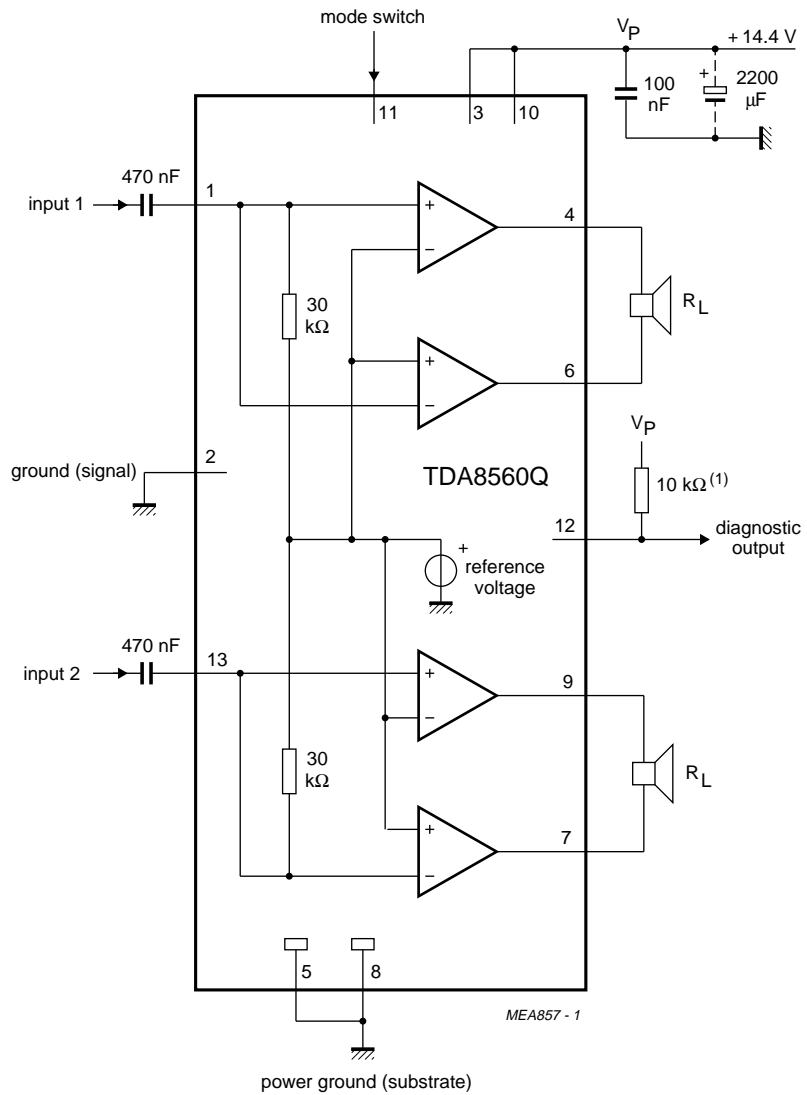 mode switch
VP
+ 14.4 V
11
3
10
100
nF
+
2200
µF
470 nF
input 1
1
+
−
4
30
kΩ
RL
+
−
6
ground (signal)
2
TDA8560Q
VP
10 kΩ(1)
12
diagnostic
output
+
reference
voltage
470 nF
input 2
13
+
−
9
30
kΩ
RL
+
−
7
5
8
MEA857 - 1
power ground (substrate)